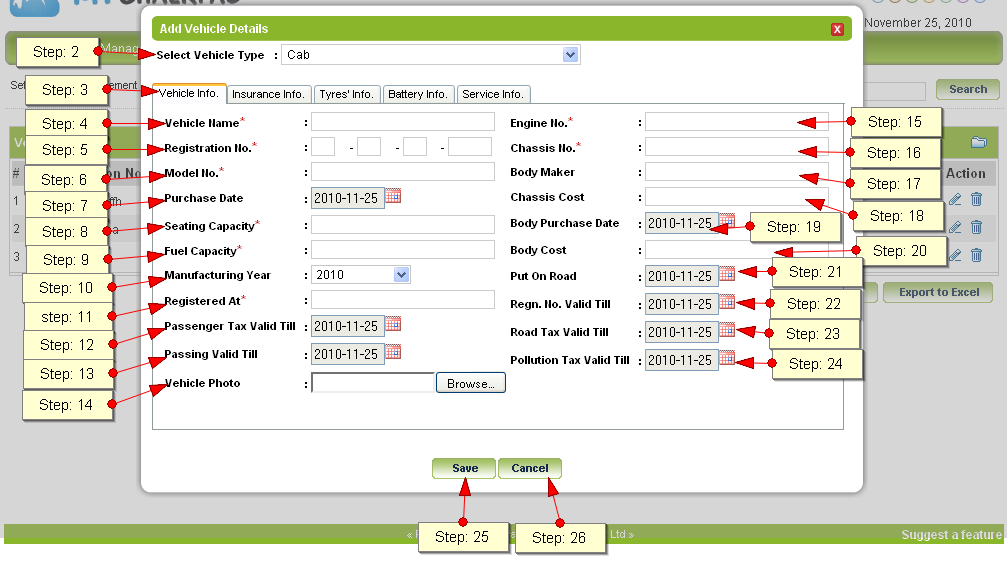 November 25, 2010
Add Vehicle Details
X
Step: 2
Select Vehicle Type : Cab
Step: 3
Vehicle Info. Insurance Info. Tyres' Info. Battery Info. Service Info.
Search
Step: 4 Vehicle Name* : Engine No.* : Step: 15
Step: 5 Registration No.* : - - - Chassis No.* : Step: 16
Step: 6 Model No.* : Body Maker : Step: 17
# Action
Step: 7 Purchase Date : 2010-11-25 Chassis Cost : Step: 18
1
Step: 8 Seating Capacity* : Body Purchase Date : 2010-11-25 Step: 19
2
Step: 9 Fuel Capacity* : Body Cost : Step: 20
3
Step: 10 Manufacturing Year : 2010 Put On Road : 2010-11-25 Step: 21
step: 11 Registered At* : Regn. No. Valid Till : 2010-11-25 Step: 22
Export to Excel
Step: 12 Passenger Tax Valid Till : 2010-11-25 Road Tax Valid Till : 2010-11-25 Step: 23
Step: 13 Passing Valid Till : 2010-11-25 Pollution Tax Valid Till : 2010-11-25 Step: 24
Step: 14 Vehicle Photo : Browse...
Save Cancel
Step: 25 Step: 26
Ltd »
Suggest a feature